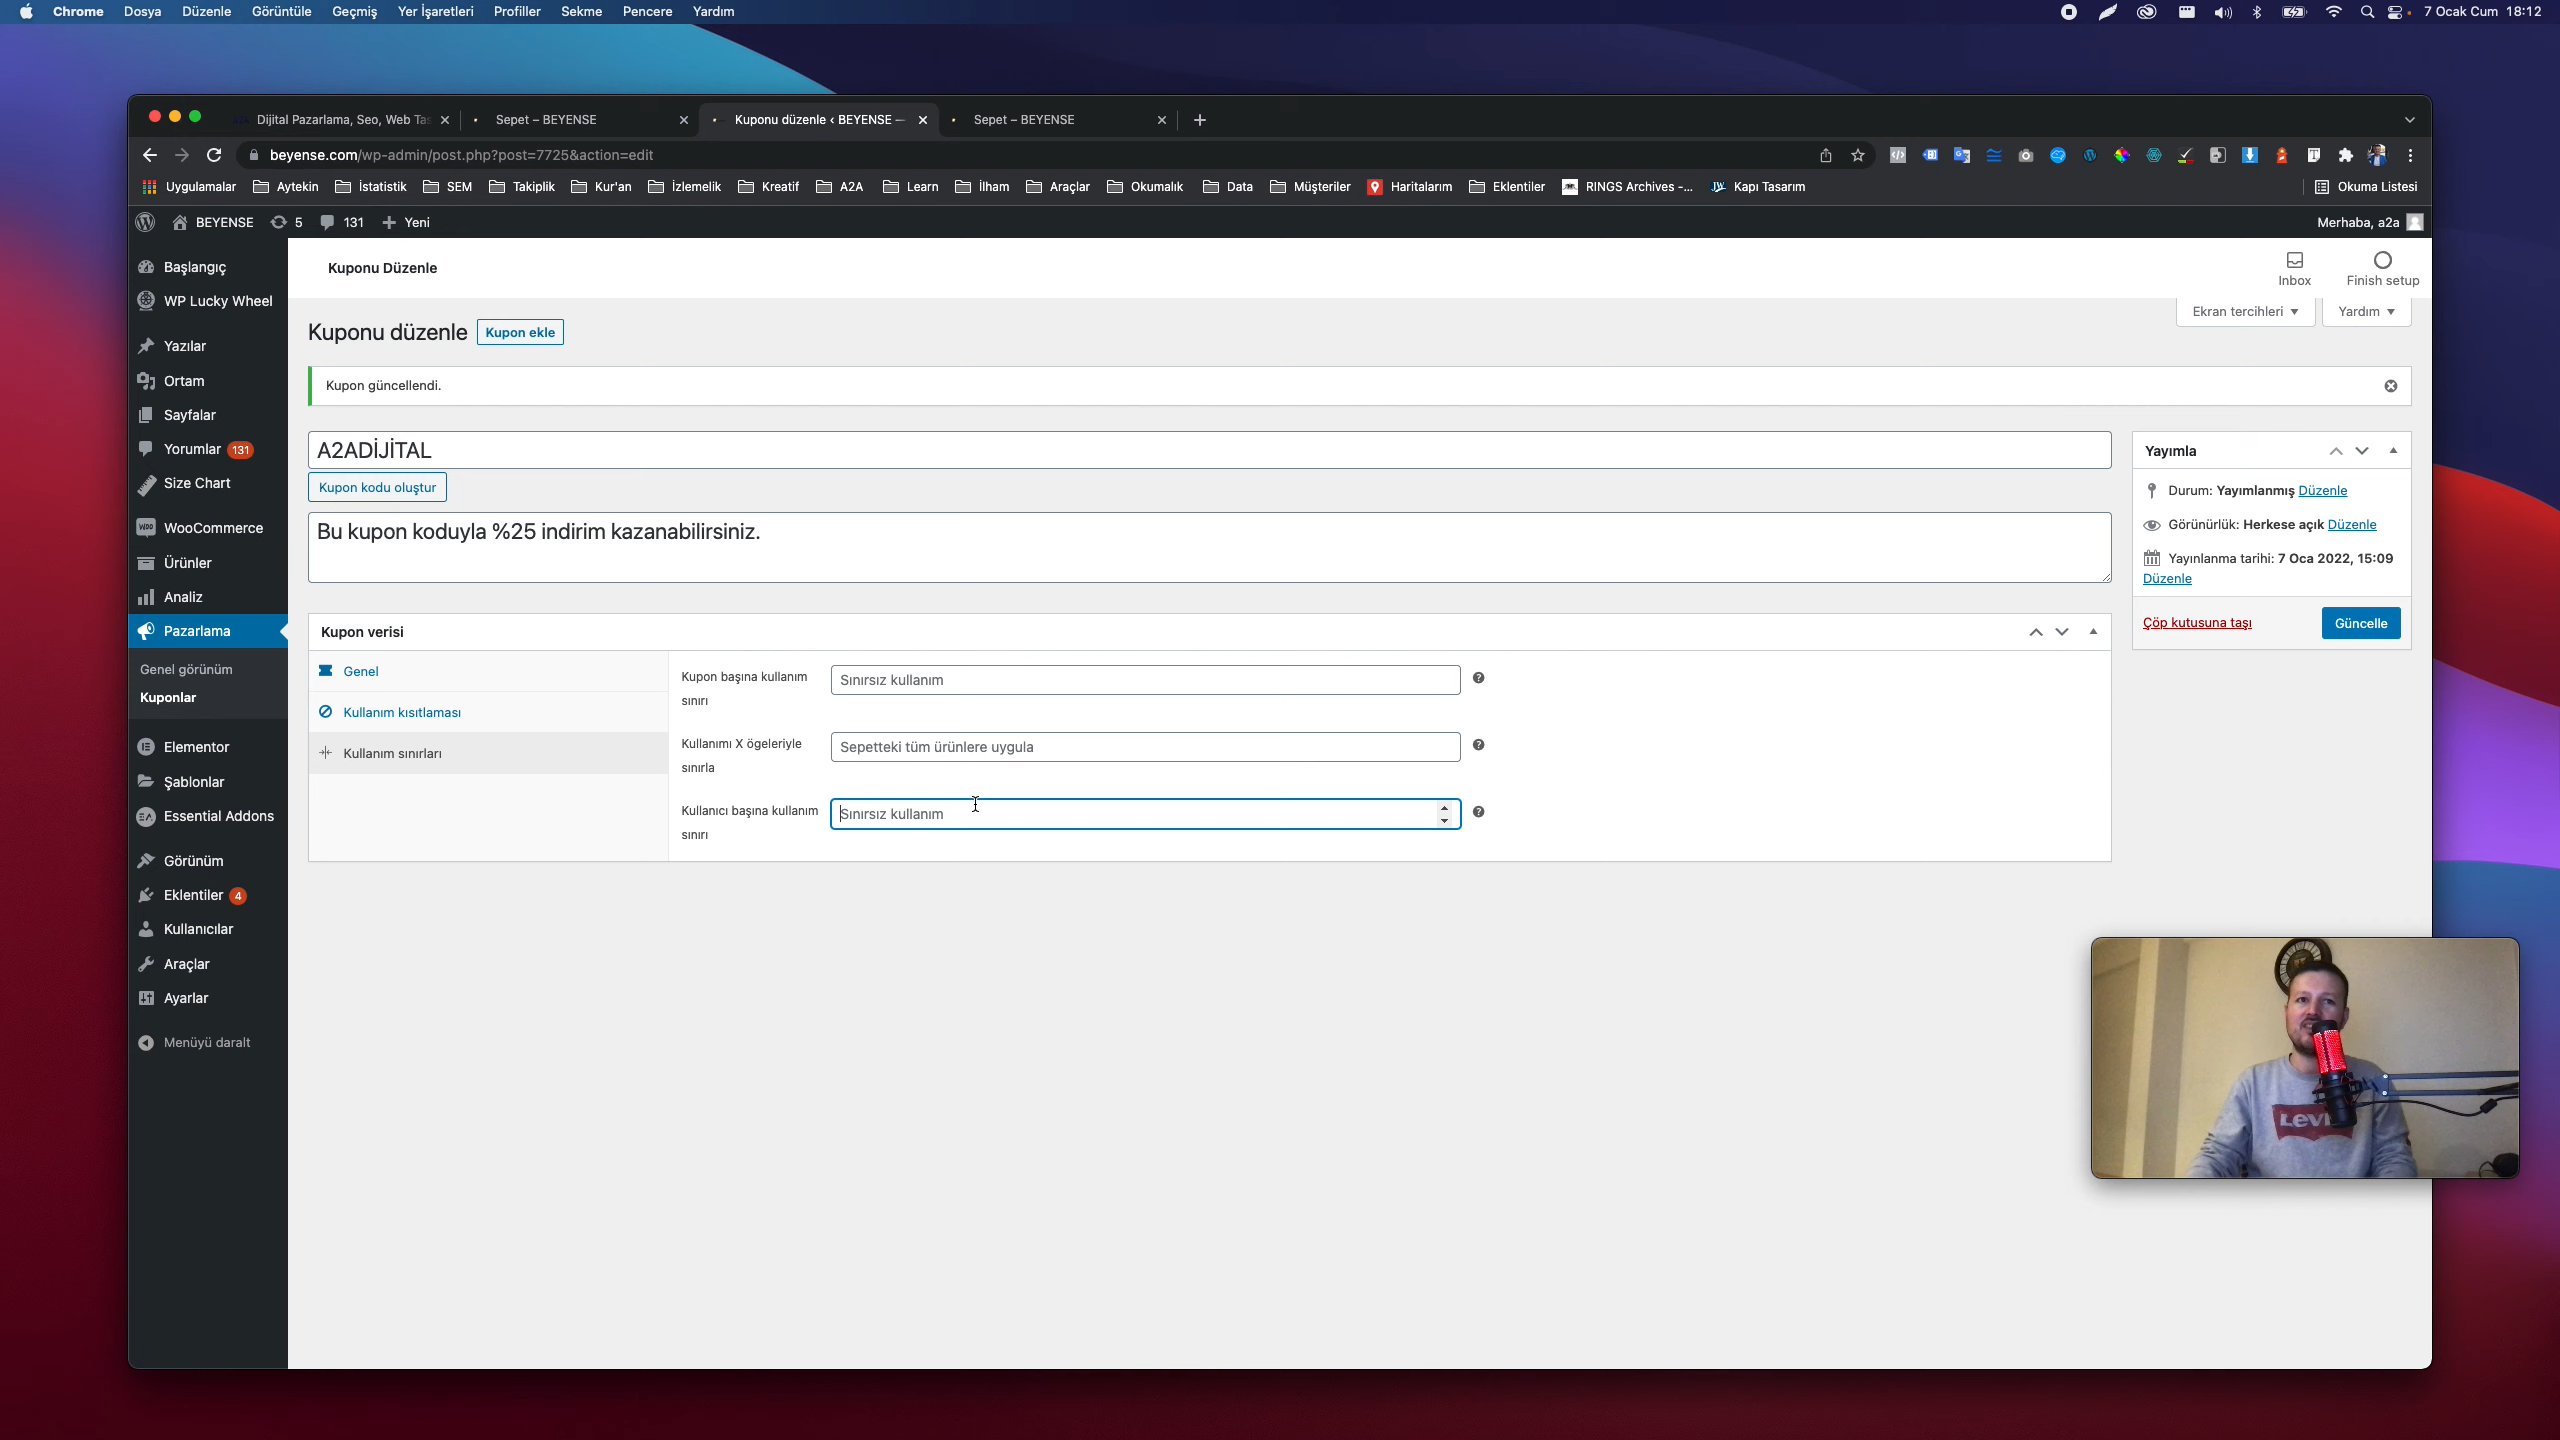 Chrome Dosya Düzenle Görüntüle Geçmiş Yer İşaretleri Profiller Sekme Pencere Yardım
7 Ocak Cum 18:12
Dijital Pazarlama, Seo, Web Tas
Sepet – BEYENSE
Kuponu düzenle ‹ BEYENSE —
Sepet – BEYENSE
beyense.com/wp-admin/post.php?post=7725&action=edit
Uygulamalar Aytekin İstatistik SEM Takiplik Kur'an İzlemelik Kreatif A2A Learn İlham Araçlar Okumalık Data Müşteriler Haritalarım Eklentiler RINGS Archives -... Kapı Tasarım Okuma Listesi
BEYENSE 5 131 Yeni
Merhaba, a2a
Başlangıç
WP Lucky Wheel
Yazılar
Ortam
Sayfalar
Yorumlar 131
Size Chart
WooCommerce
Ürünler
Analiz
Pazarlama
Genel görünüm
Kuponlar
Elementor
Şablonlar
Essential Addons
Görünüm
Eklentiler 4
Kullanıcılar
Araçlar
Ayarlar
Menüyü daralt
Kuponu Düzenle
Inbox
Finish setup
Ekran tercihleri
Yardım
Kuponu düzenle
Kupon ekle
Kupon güncellendi.
A2ADİJİTAL
Kupon kodu oluştur
Bu kupon koduyla %25 indirim kazanabilirsiniz.
Kupon verisi
Genel
Kullanım kısıtlaması
Kullanım sınırları
Kupon başına kullanım
sınırı
Sınırsız kullanım
Kullanımı X ögeleriyle
sınırla
Sepetteki tüm ürünlere uygula
Kullanıcı başına kullanım
sınırı
Sınırsız kullanım
Yayımla
Durum: Yayımlanmış Düzenle
Görünürlük: Herkese açık Düzenle
Yayınlanma tarihi: 7 Oca 2022, 15:09
Düzenle
Çöp kutusuna taşı
Güncelle